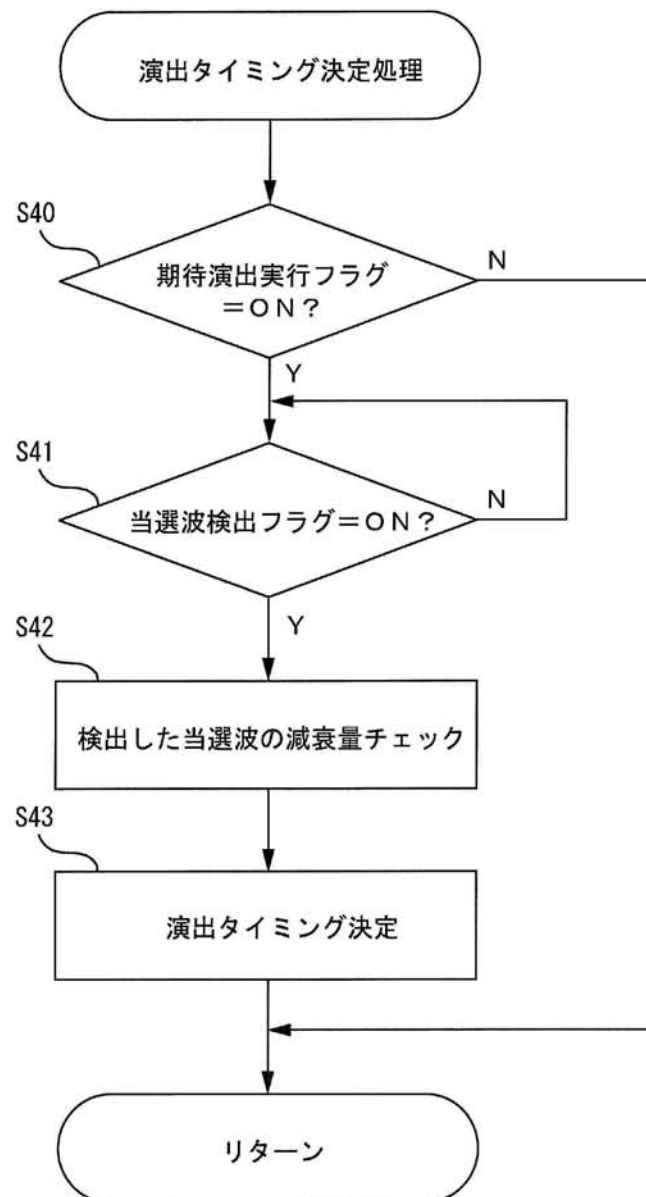 演出タイミング決定処理
S40
期待演出実行フラグ
＝ＯＮ？
N
Y
S41
当選波検出フラグ＝ＯＮ？
N
Y
S42
検出した当選波の減衰量チェック
S43
演出タイミング決定
リターン